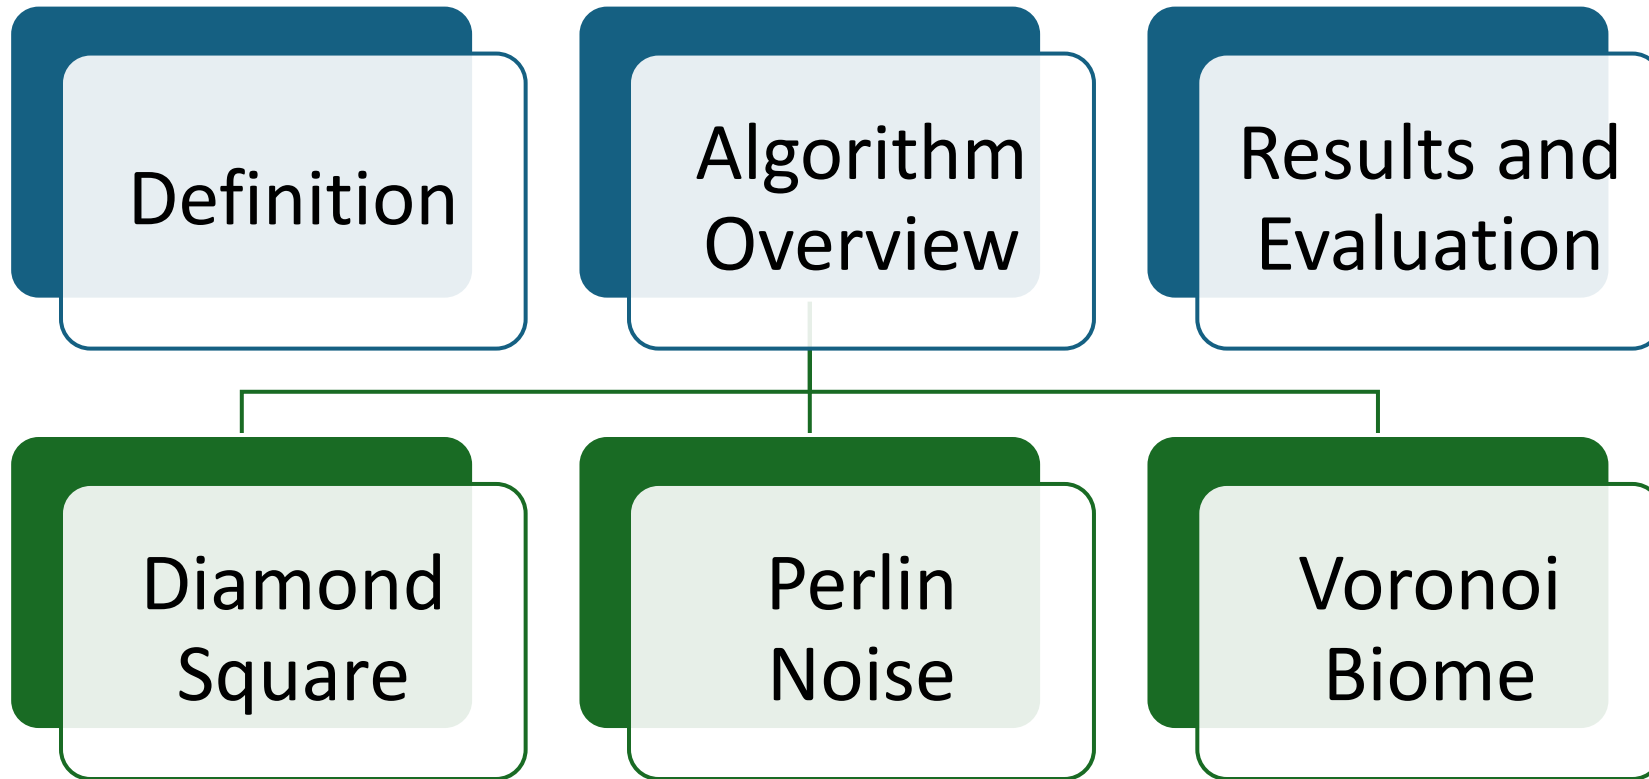 Definition
Algorithm
Overview
Results and
Evaluation
Diamond
Square
Perlin
Noise
Voronoi
Biome